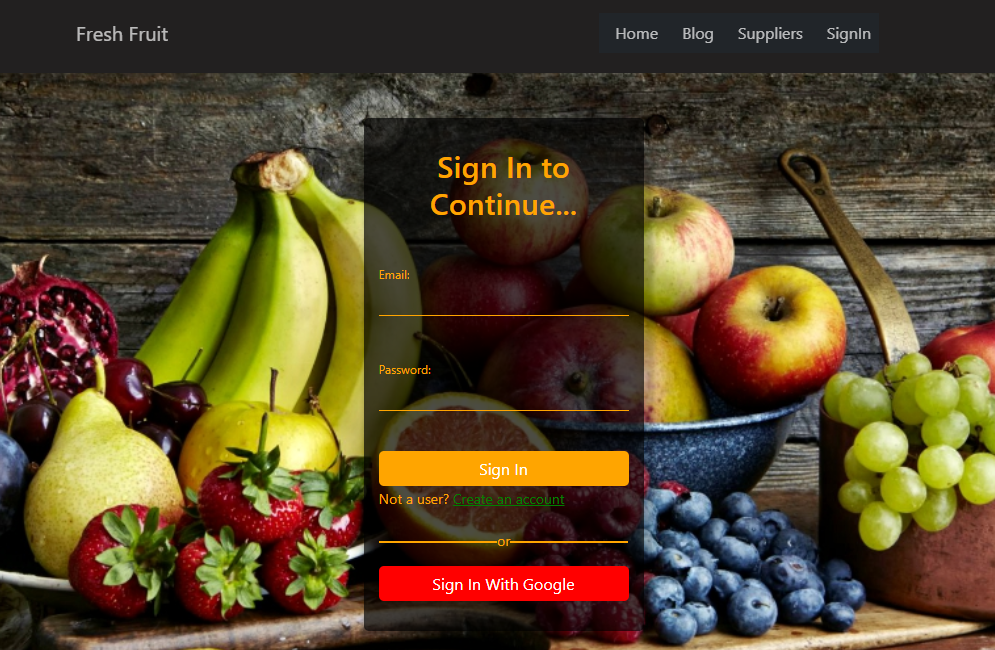 Fresh Fruit
Home Blog Suppliers SignIn
Sign In to
Continue...
Email:
Password:
Sign In
Not a user? Create an account
or
Sign In With Google